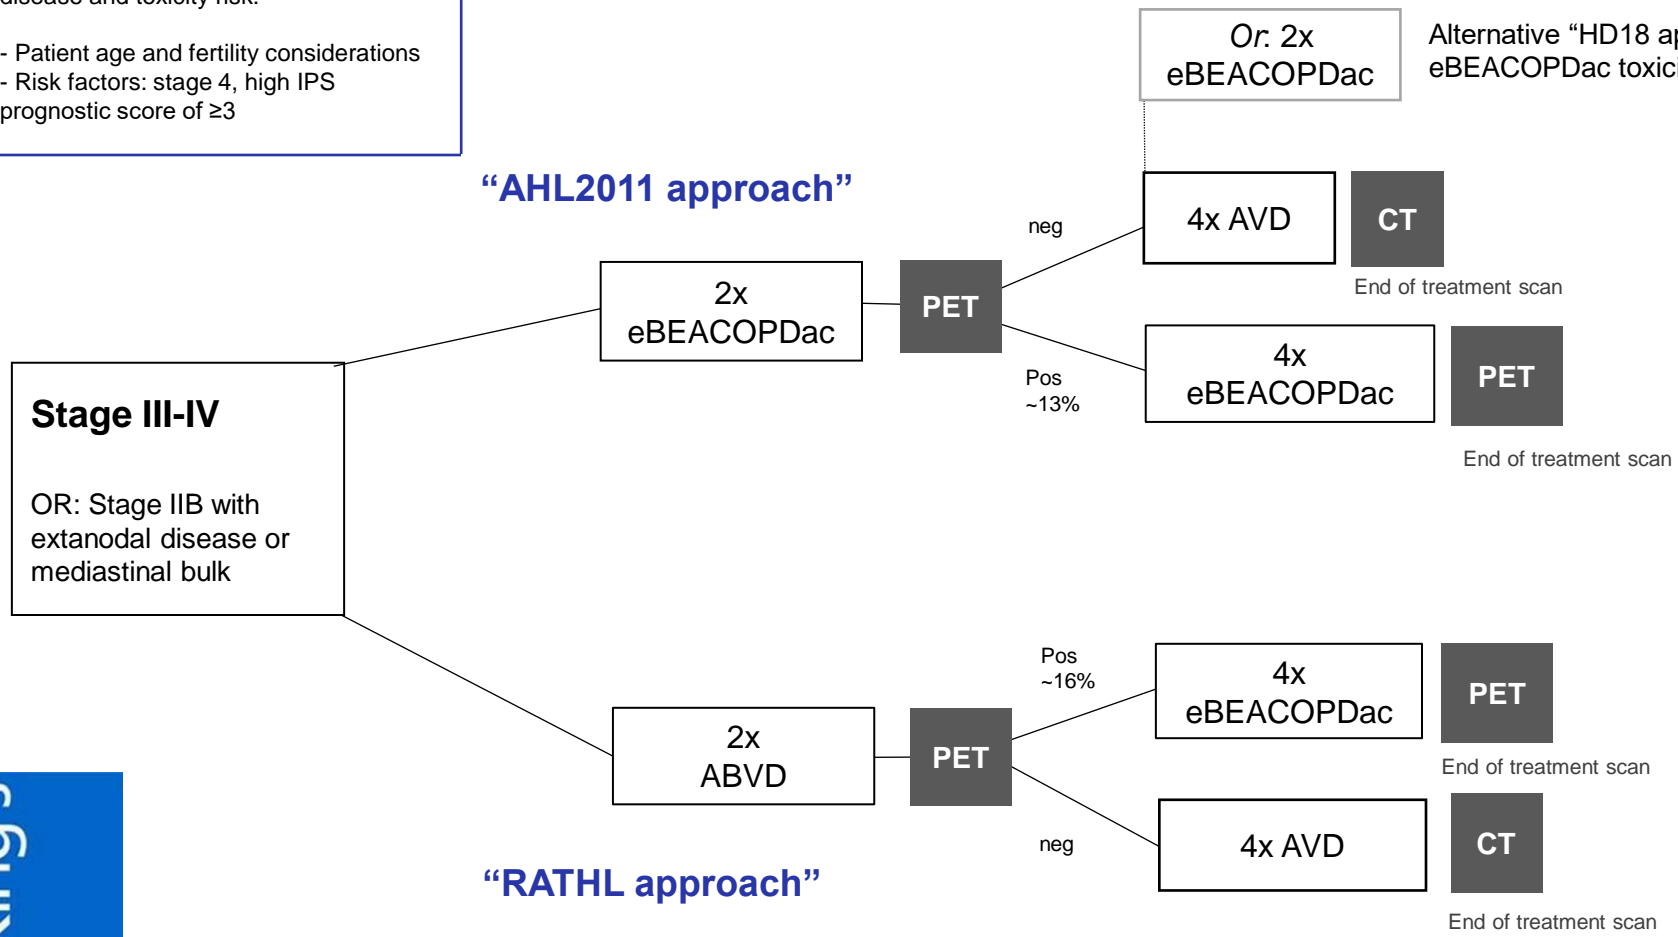 disease and toxicity risk.
- Patient age and fertility considerations
- Risk factors: stage 4, high IPS
prognostic score of ≥3
Or: 2x
eBEACOPDac
Alternative “HD18
eBEACOPDac
“AHL2011 approach”
neg
4x AVD
CT
End of treatment scan
2x
eBEACOPDac
PET
Pos
~13%
4x
eBEACOPDac
PET
End of treatment scan
Stage III-IV
OR: Stage IIB with
extanodal disease or
mediastinal bulk
Pos
~16%
4x
eBEACOPDac
PET
End of treatment scan
2x
ABVD
PET
neg
4x AVD
CT
End of treatment scan
“RATHL approach”